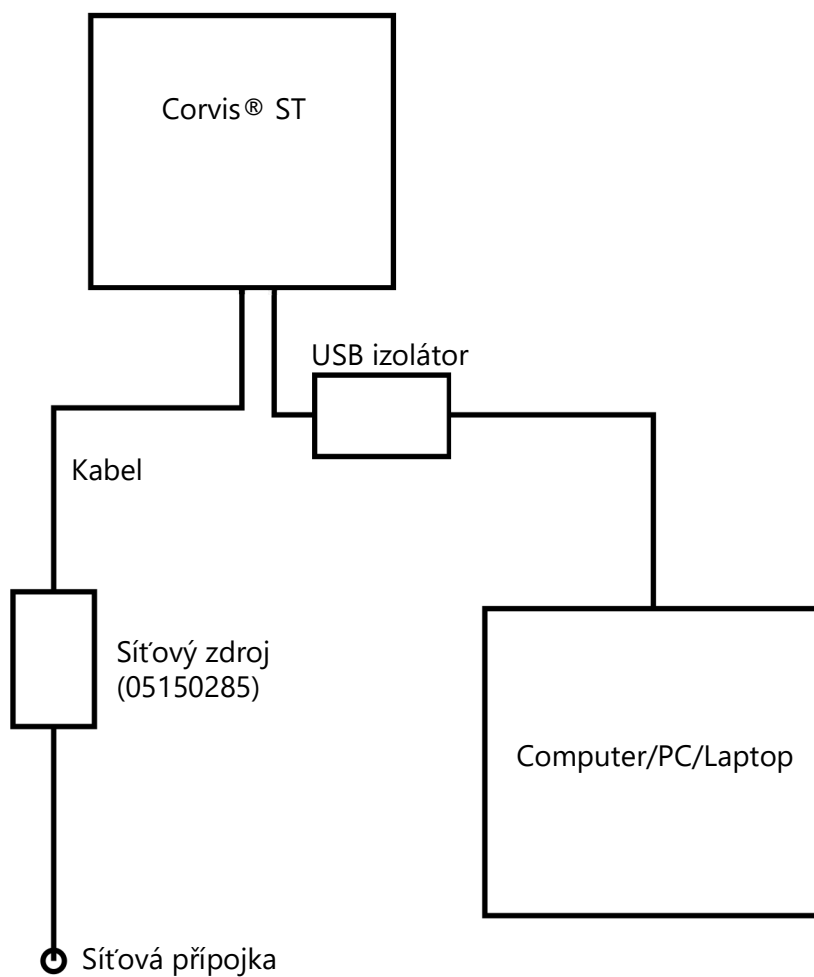 Corvis® ST
USB izolátor
Kabel
Síťový zdroj
(05150285)
Computer/PC/Laptop
Síťová přípojka